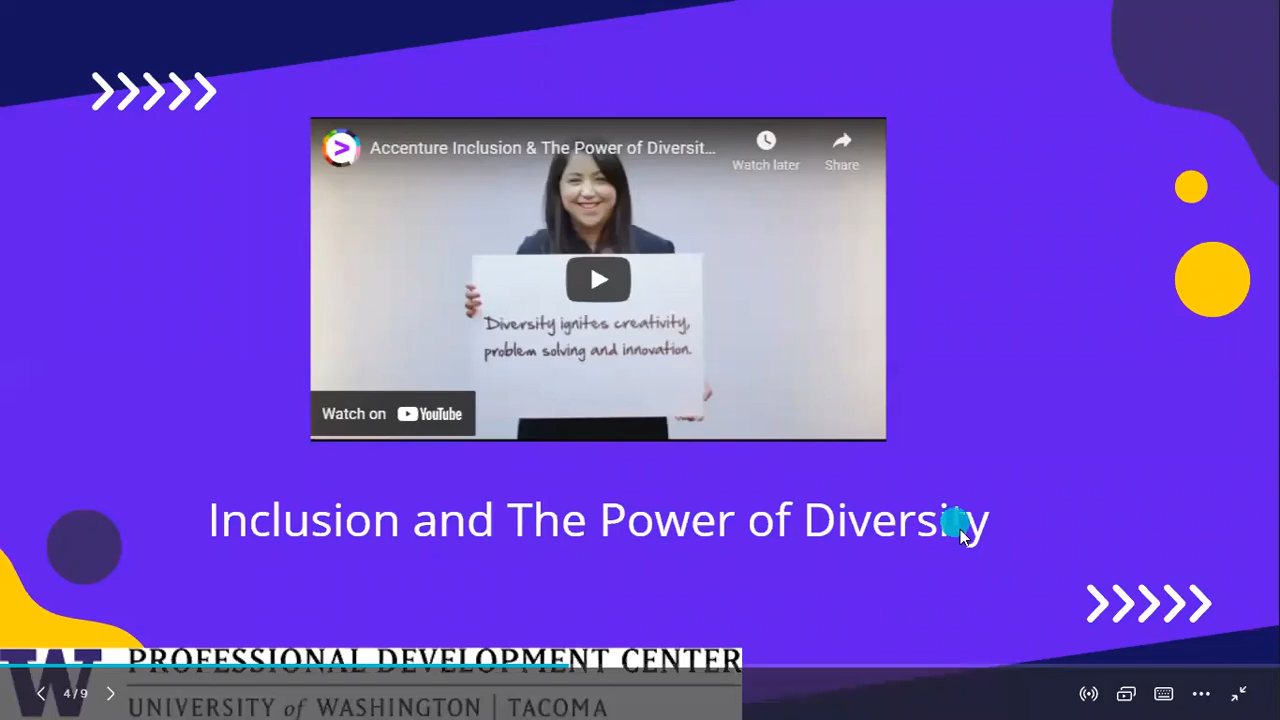 Accenture Inclusion & The Power of Diversit...
Watch later
Share
Diversity ignites creativity,
problem solving and innovation.
Watch on YouTube
Inclusion and The Power of Diversity
W PROFESSIONAL DEVELOPMENT CENTER
UNIVERSITY of WASHINGTON | TACOMA
4/9